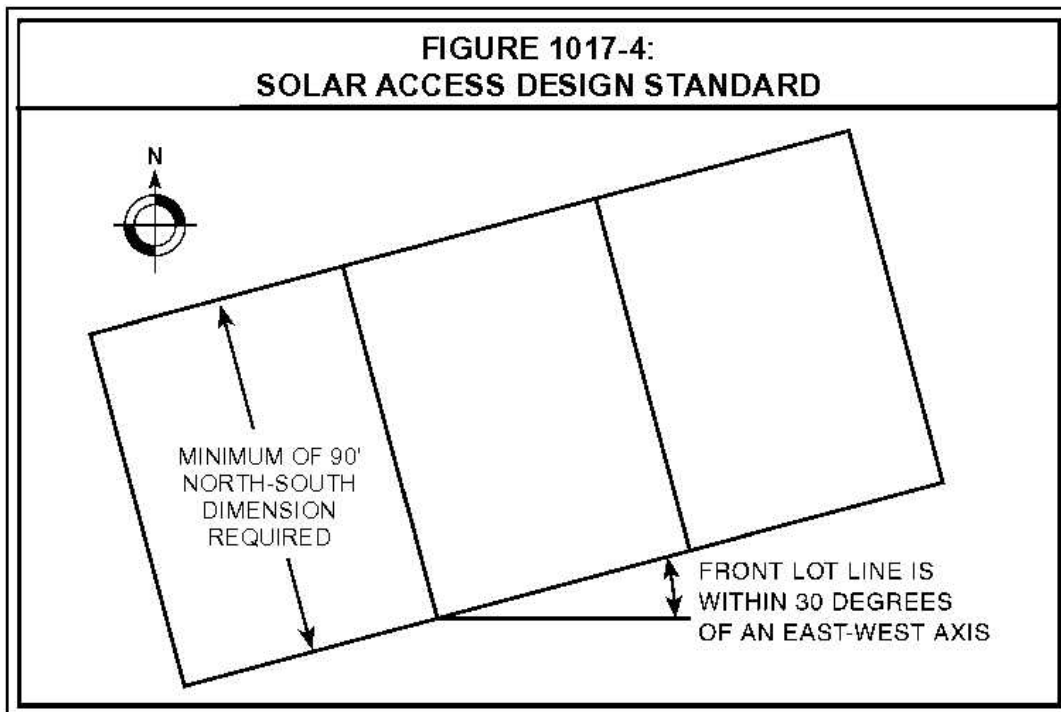 FIGURE 1017-4:
SOLAR ACCESS DESIGN STANDARD
N
MINIMUM OF 90'
NORTH-SOUTH
DIMENSION
REQUIRED
FRONT LOT LINE IS
WITHIN 30 DEGREES
OF AN EAST-WEST AXIS